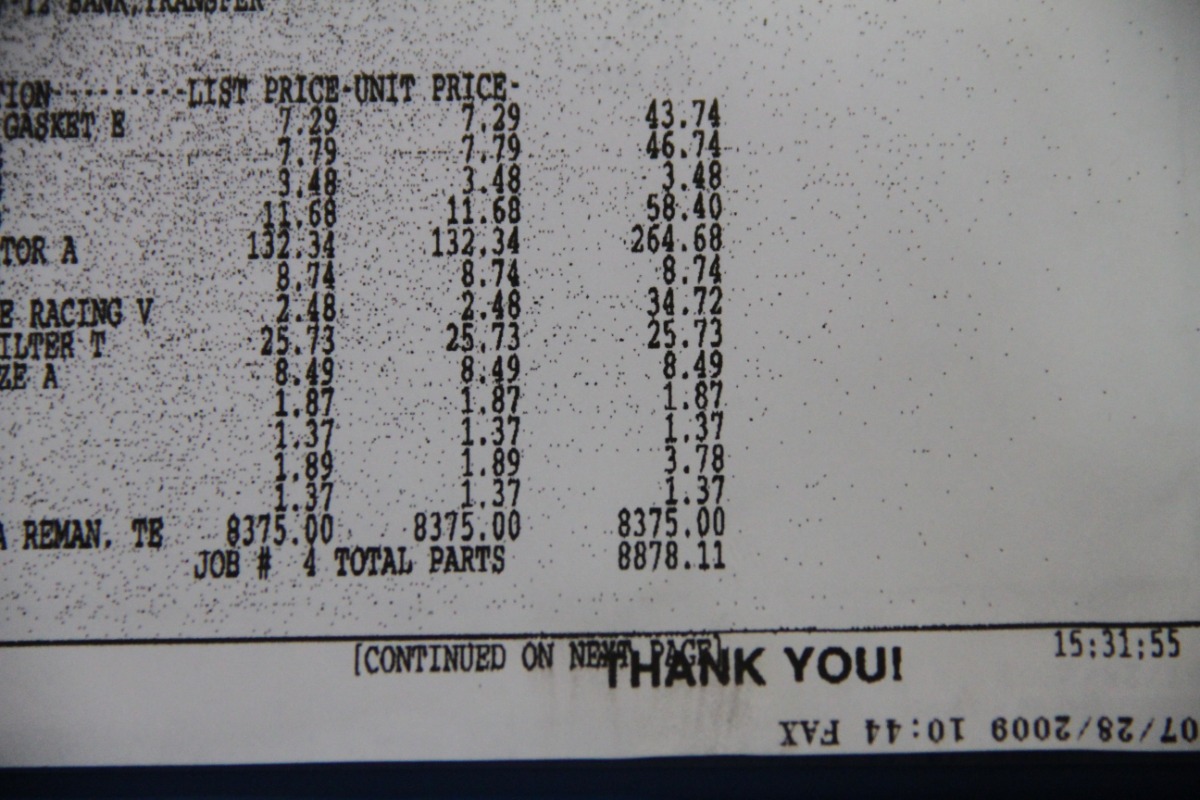 12 BANK, TRANSFER
TION---------LIST PRICE-UNIT PRICE-
GASKET E 7.29 7.29 43.74
7.79 7.79 46.74
3.48 3.48 3.48
11.68 11.68 58.40
TOR A 132.34 132.34 264.68
8.74 8.74 8.74
E RACING V 2.48 2.48 34.72
ILTER T 25.73 25.73 25.73
ZE A 8.49 8.49 8.49
1.87 1.87 1.87
1.37 1.37 1.37
1.89 1.89 3.78
1.37 1.37 1.37
A REMAN. TE 8375.00 8375.00 8375.00
JOB # 4 TOTAL PARTS 8878.11
[CONTINUED ON NEXT PAGE] 15:31:55
THANK YOU!
07/28/2009 10:44 FAX